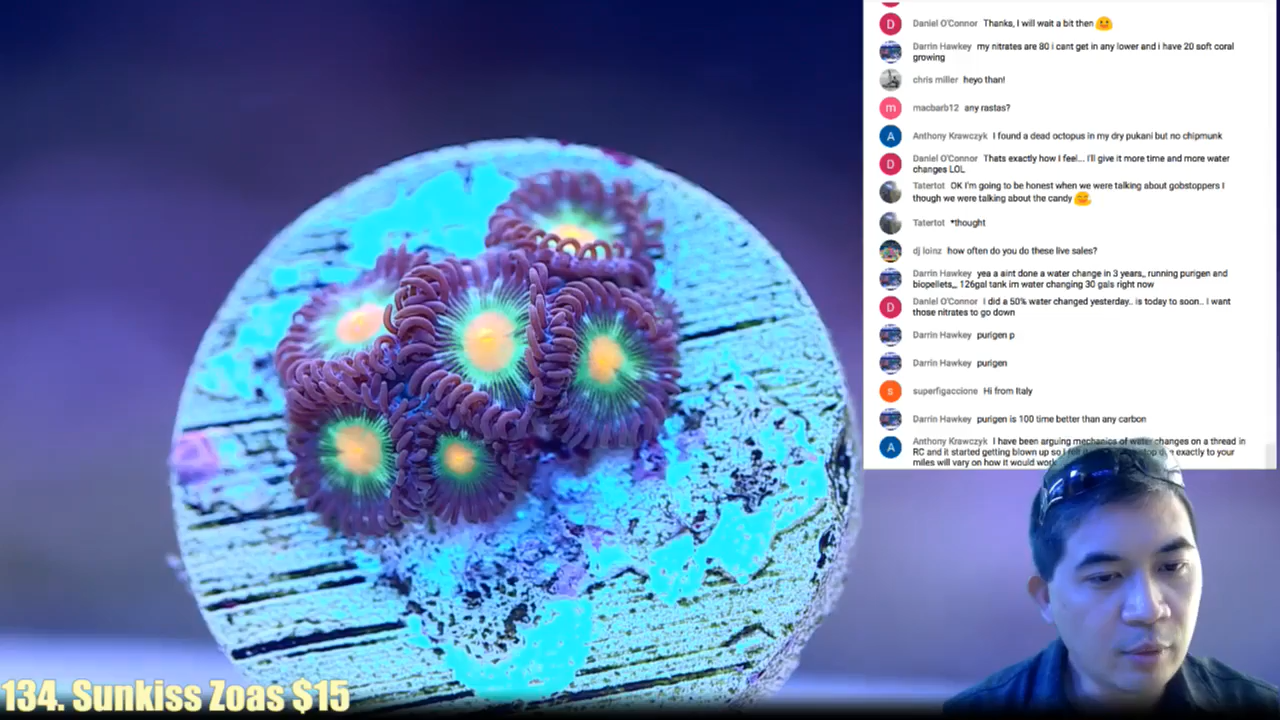 D Daniel O'Connor Thanks, I will wait a bit then
Darrin Hawkey my nitrates are 80 i cant get in any lower and i have 20 soft coral
growing
chris miller heyo than!
m macbarb12 any rastas?
A Anthony Krawczyk I found a dead octopus in my dry pukani but no chipmunk
D Daniel O'Connor Thats exactly how I feel... I'll give it more time and more water
changes LOL
Tatertot OK I'm going to be honest when we were talking about gobstoppers I
though we were talking about the candy
Tatertot *thought
dj loinz how often do you do these live sales?
Darrin Hawkey yea a aint done a water change in 3 years,, running purigen and
biopellets,, 126gal tank im water changing 30 gals right now
D Daniel O'Connor I did a 50% water changed yesterday.. is today to soon.. I want
those nitrates to go down
Darrin Hawkey purigen p
Darrin Hawkey purigen
s superfigaccione Hi from Italy
Darrin Hawkey purigen is 100 time better than any carbon
A Anthony Krawczyk I have been arguing mechanics of water changes on a thread in
RC and it started getting blown up so I exactly to your
miles will vary on how it would work
134. Sunkiss Zoas $15